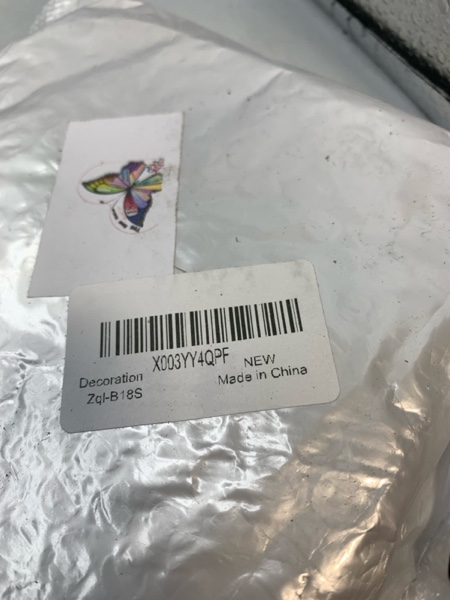 X003YY4QPF
NEW
Decoration
Made in China
Zql-B18S